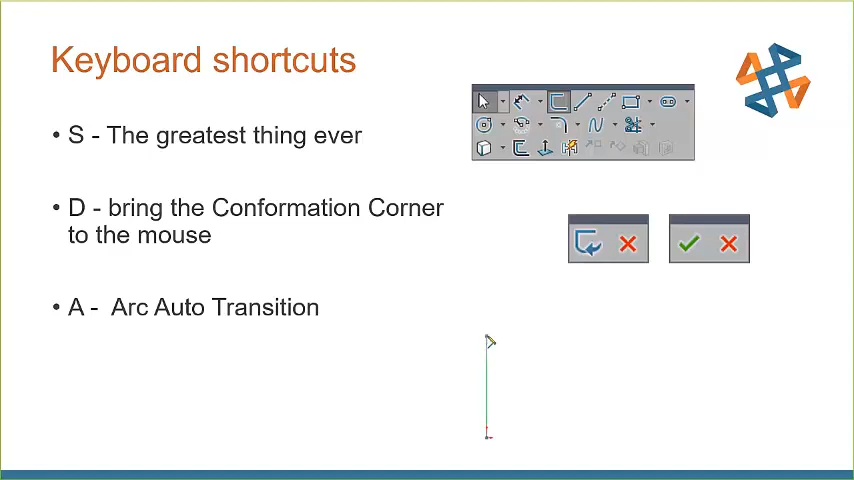 Keyboard shortcuts
• S - The greatest thing ever
• D - bring the Conformation Corner
to the mouse
• A -  Arc Auto Transition